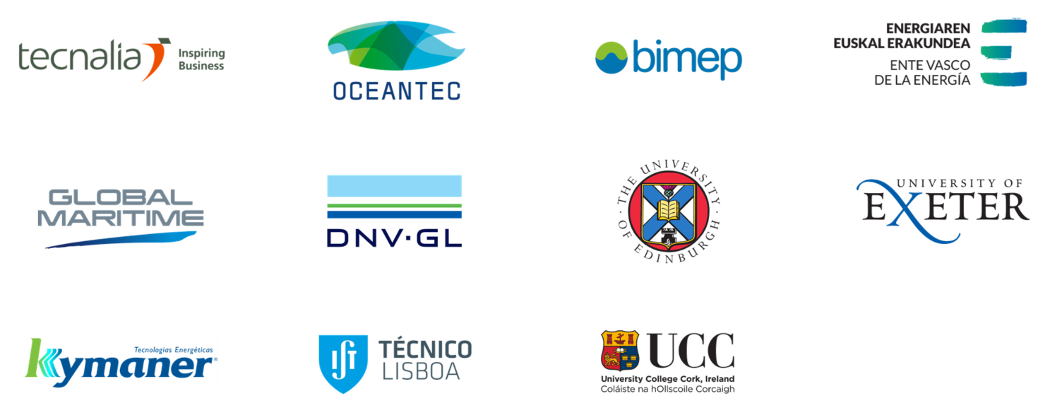 tecnalia
Inspiring
Business
OCEANTEC
bimep
ENERGIAREN
EUSKAL ERAKUNDEA
ENTE VASCO
DE LA ENERGÍA
GLOBAL
MARITIME
DNV·GL
THE UNIVERSITY
OF EDINBURGH
UNIVERSITY OF
EXETER
Kymaner
Tecnologias Energéticas
TÉCNICO
LISBOA
UCC
University College Cork, Ireland
Coláiste na hOllscoile Corcaigh